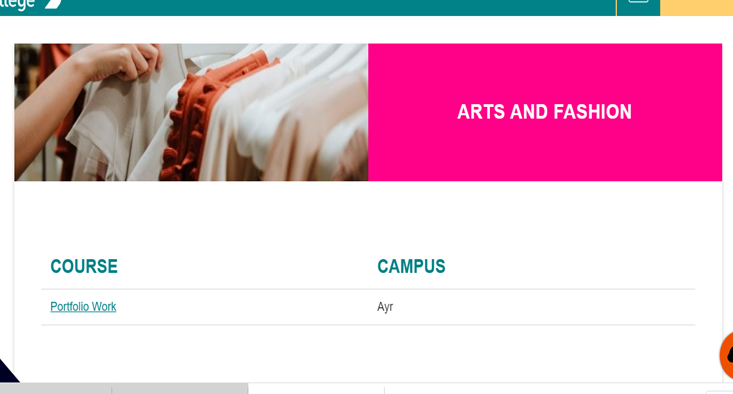 ARTS AND FASHION
COURSE CAMPUS
Portfolio Work Ayr